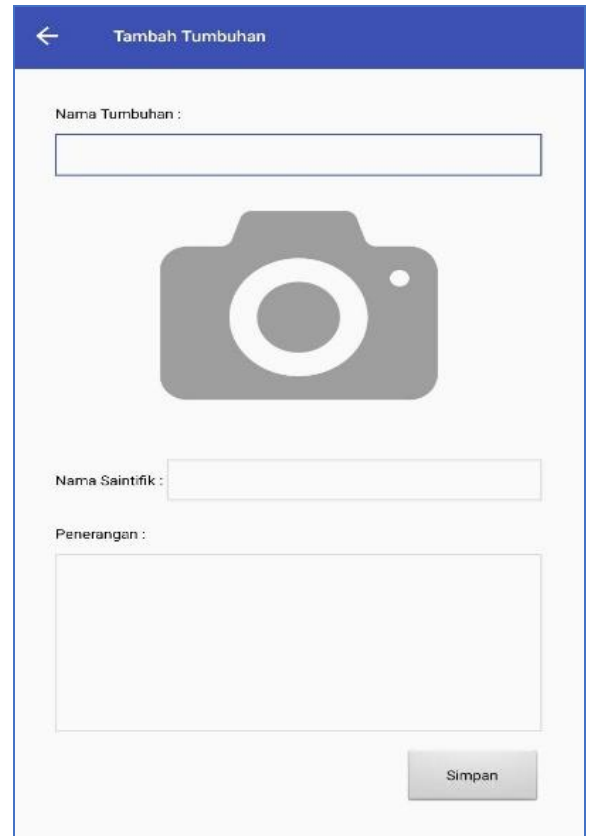 Tambah Tumbuhan
Nama Tumbuhan :
Nama Saintifik :
Penerangan :
Simpan